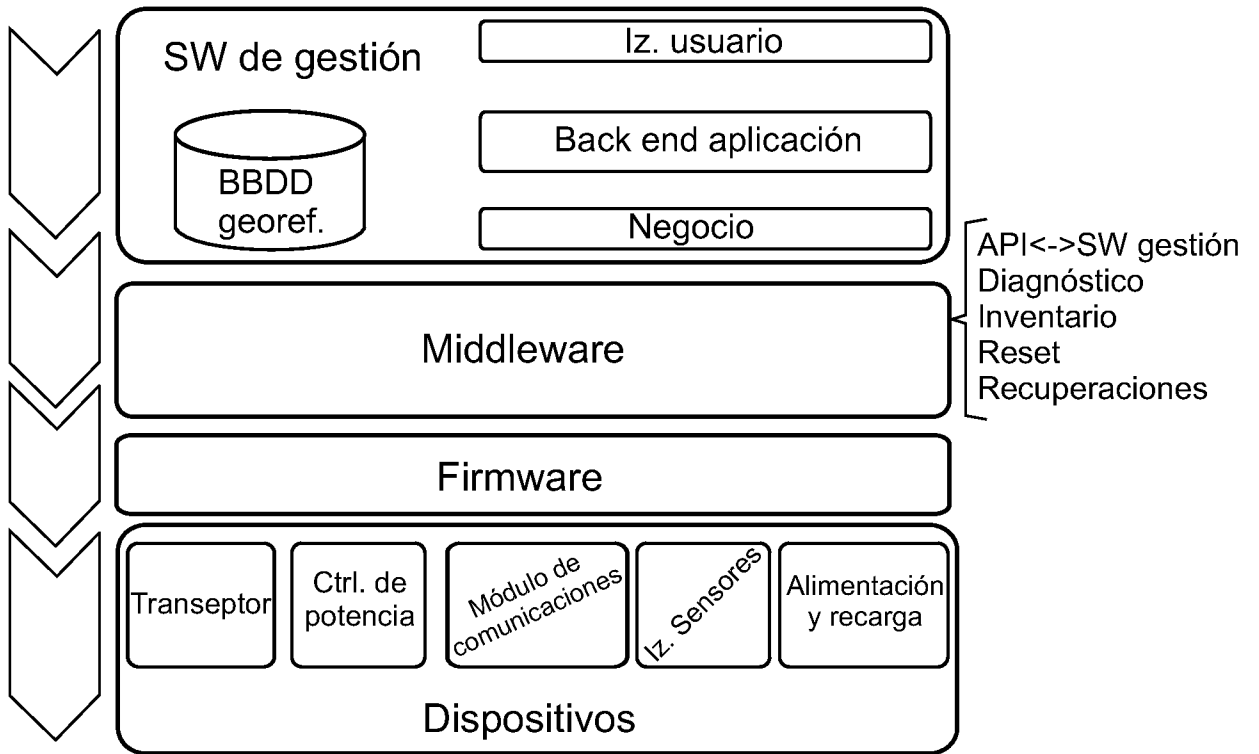 SW de gestión
Iz. usuario
Back end aplicación
BBDD
georef.
Negocio
API<->SW gestión
Diagnóstico
Inventario
Reset
Recuperaciones
Middleware
Firmware
Transeptor
Ctrl. de
potencia
Módulo de
comunicaciones
Iz. Sensores
Alimentación
y recarga
Dispositivos